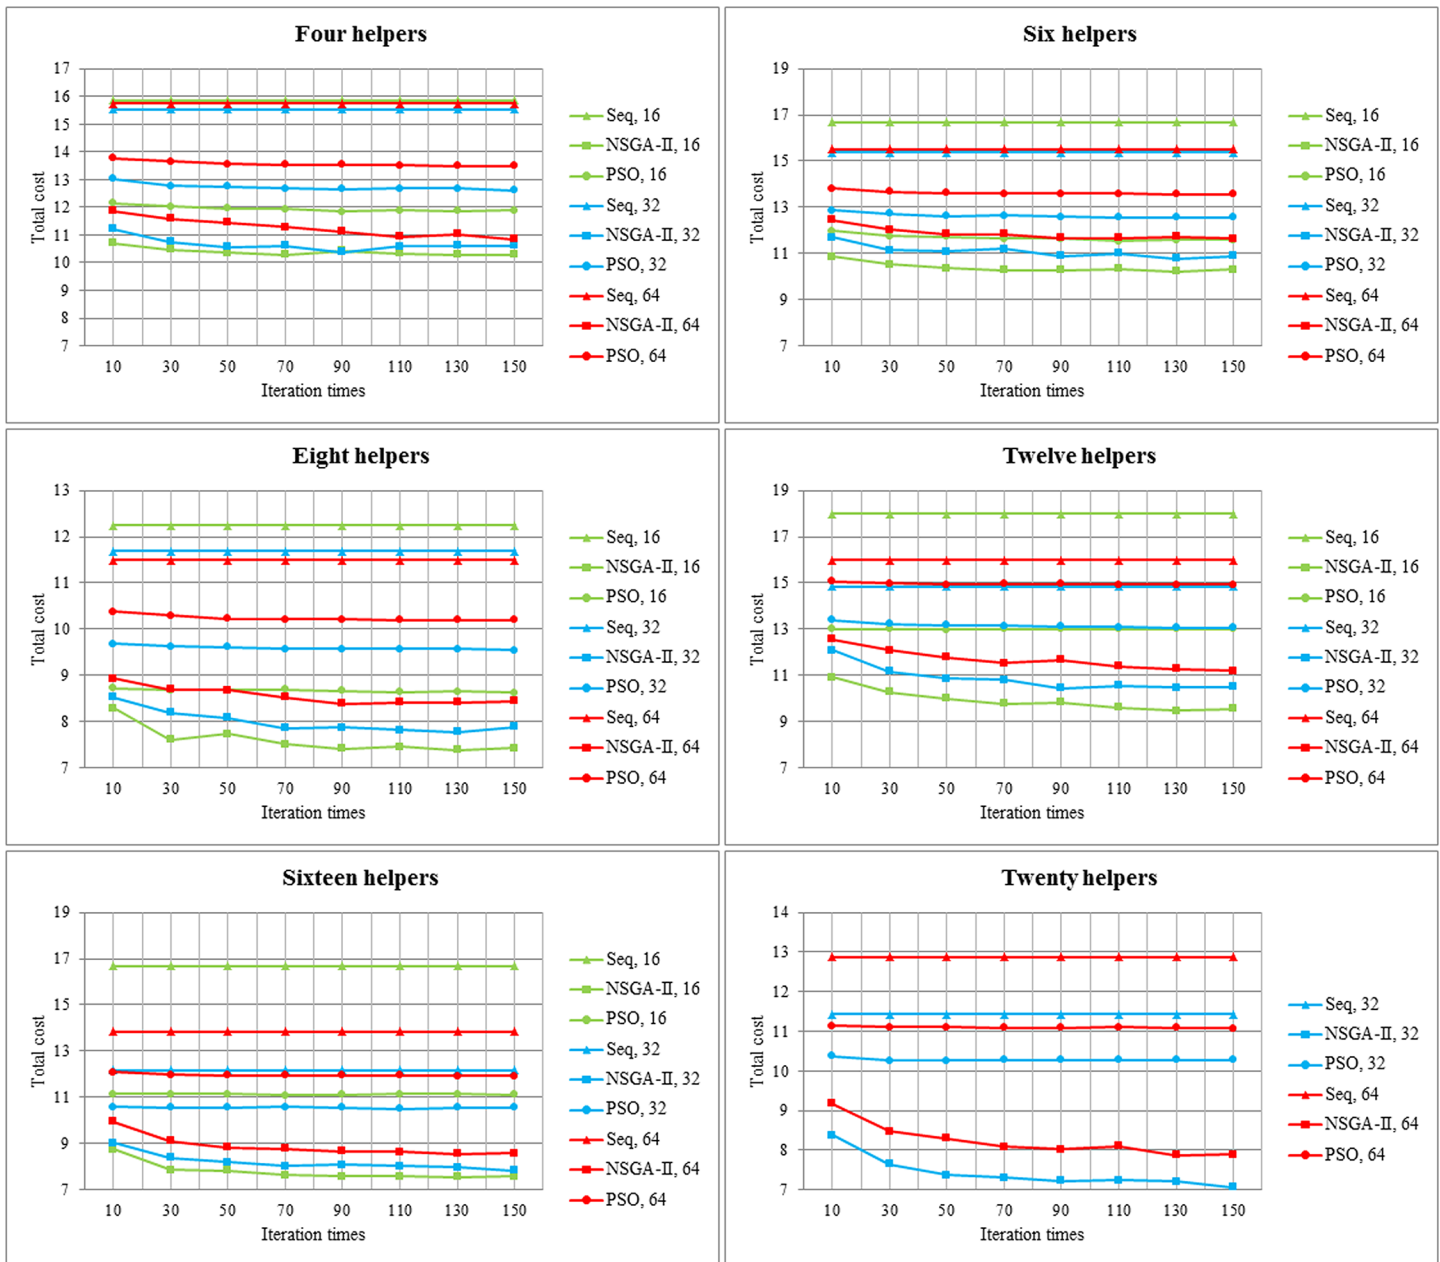 Four helpers
17
16
15
14
13
12
11
10
9
8
7
Total cost
10 30 50 70 90 110 130 150
Iteration times
Seq, 16
NSGA-II, 16
PSO, 16
Seq, 32
NSGA-II, 32
PSO, 32
Seq, 64
NSGA-II, 64
PSO, 64
Six helpers
19
17
15
13
11
9
7
Total cost
10 30 50 70 90 110 130 150
Iteration times
Seq, 16
NSGA-II, 16
PSO, 16
Seq, 32
NSGA-II, 32
PSO, 32
Seq, 64
NSGA-II, 64
PSO, 64
Eight helpers
13
12
11
10
9
8
7
Total cost
10 30 50 70 90 110 130 150
Iteration times
Seq, 16
NSGA-II, 16
PSO, 16
Seq, 32
NSGA-II, 32
PSO, 32
Seq, 64
NSGA-II, 64
PSO, 64
Twelve helpers
19
17
15
13
11
9
7
Total cost
10 30 50 70 90 110 130 150
Iteration times
Seq, 16
NSGA-II, 16
PSO, 16
Seq, 32
NSGA-II, 32
PSO, 32
Seq, 64
NSGA-II, 64
PSO, 64
Sixteen helpers
19
17
15
13
11
9
7
Total cost
10 30 50 70 90 110 130 150
Iteration times
Seq, 16
NSGA-II, 16
PSO, 16
Seq, 32
NSGA-II, 32
PSO, 32
Seq, 64
NSGA-II, 64
PSO, 64
Twenty helpers
14
13
12
11
10
9
8
7
Total cost
10 30 50 70 90 110 130 150
Iteration times
Seq, 32
NSGA-II, 32
PSO, 32
Seq, 64
NSGA-II, 64
PSO, 64